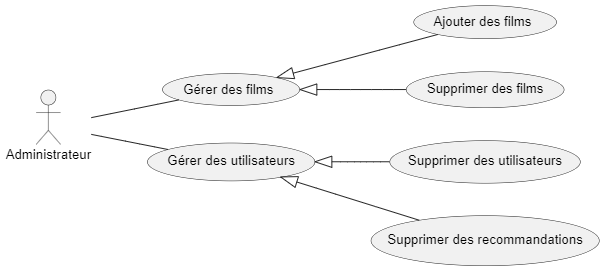 Ajouter des films
Gérer des films
Supprimer des films
Administrateur
Gérer des utilisateurs
Supprimer des utilisateurs
Supprimer des recommandations